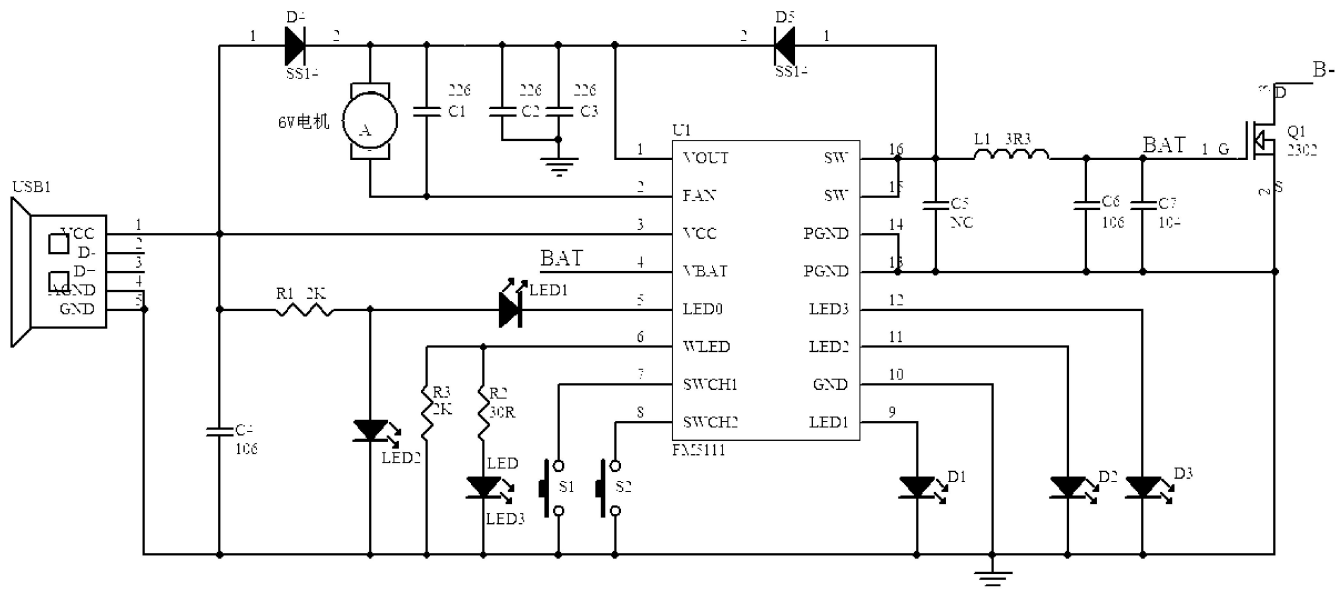 D4
1 2
SS14
D5
2 1
SS14
B-
3 D
Q1
2302
1 G
2 S
BAT
L1 3R3
6V电机
A
226
C1
226
C2
226
C3
U1
1 VOUT SW 16
2 FAN SW 15
3 VCC PGND 14
4 VBAT PGND 13
5 LED0 LED3 12
6 WLED LED2 11
7 SWCH1 GND 10
8 SWCH2 LED1 9
FM5111
C5
NC
C6
106
C7
104
USB1
VCC 1
D- 2
D+ 3
AGND 4
GND 5
BAT
LED1
R1 2K
R3
2K
R2
30R
C4
106
LED2
LED
LED3
S1
S2
D1
D2
D3